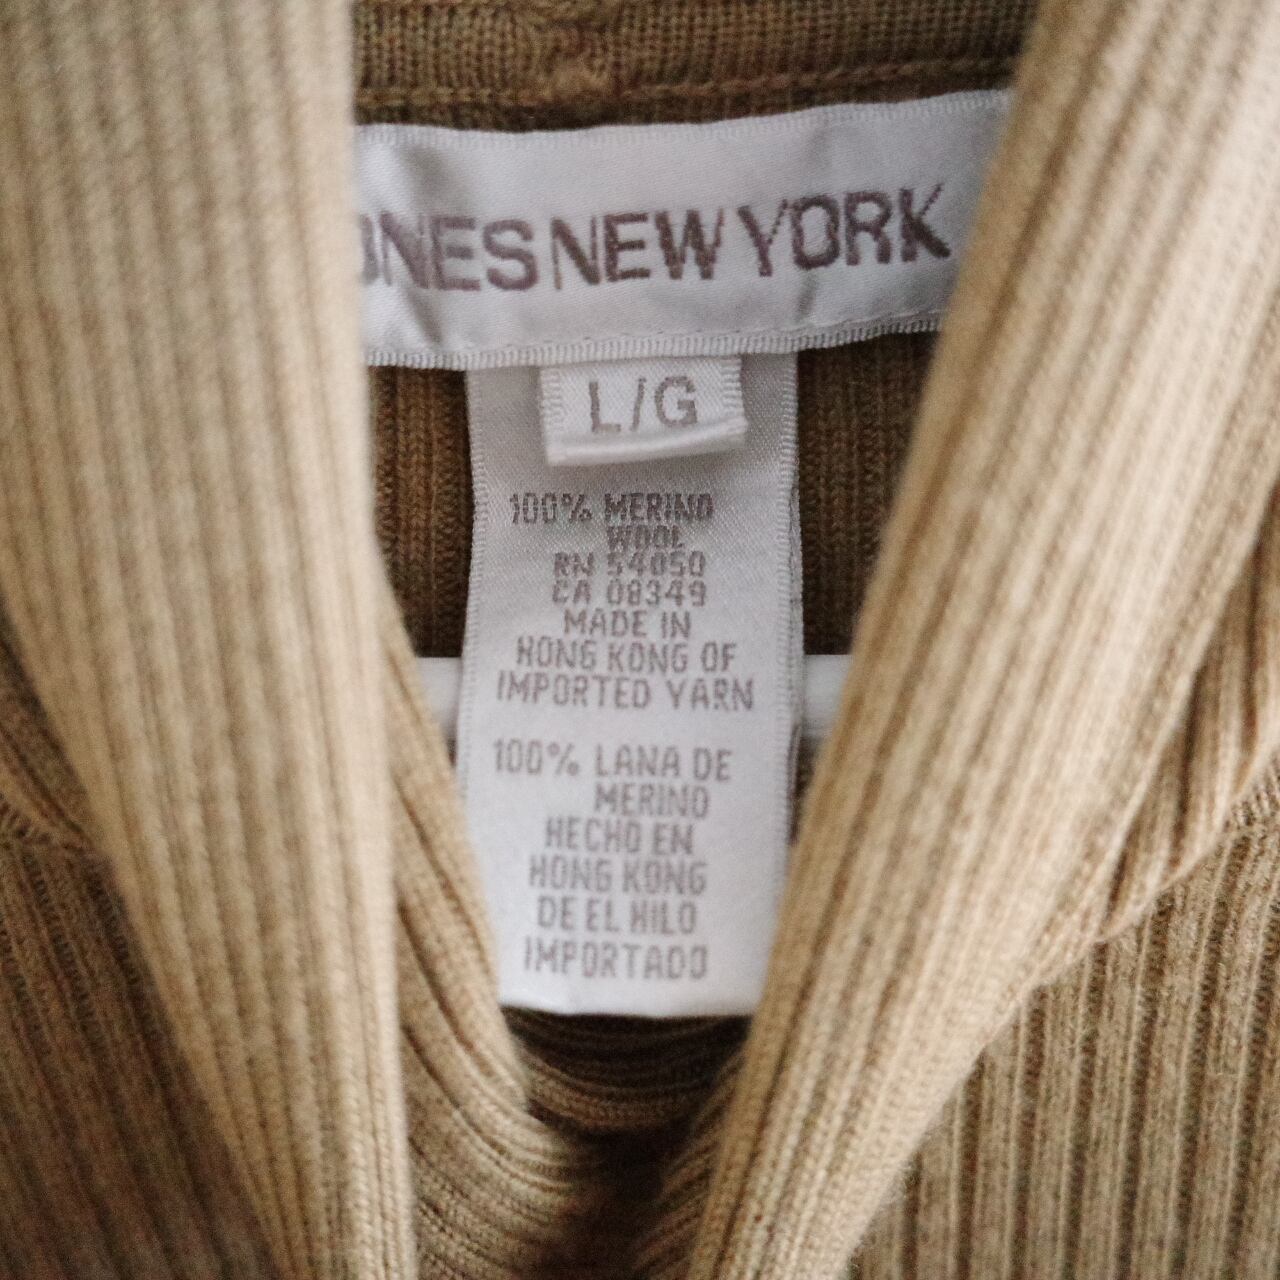 ONES NEW YORK
L/G
100% MERINO
WOOL
RN 54050
CA 08349
MADE IN
HONG KONG OF
IMPORTED YARN
100% LANA DE
MERINO
HECHO EN
HONG KONG
DE EL HILO
IMPORTADO